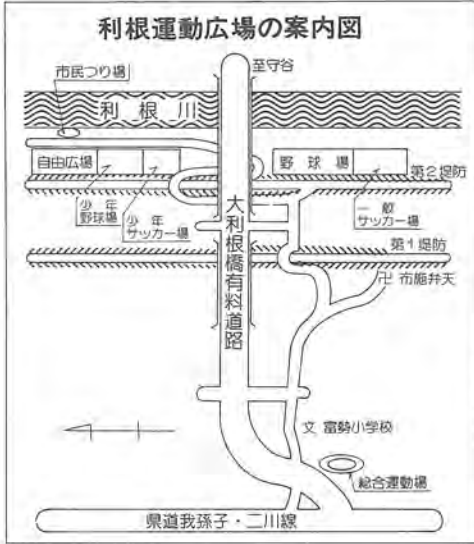 利根運動広場の案内図
市民つり場
至守谷
利根川
自由広場
野球場
第2堤防
少年
野球場
少年
サッカー場
一般
サッカー場
大利根橋有料道路
第1堤防
卍 布施弁天
文 富勢小学校
総合運動場
県道我孫子・二川線